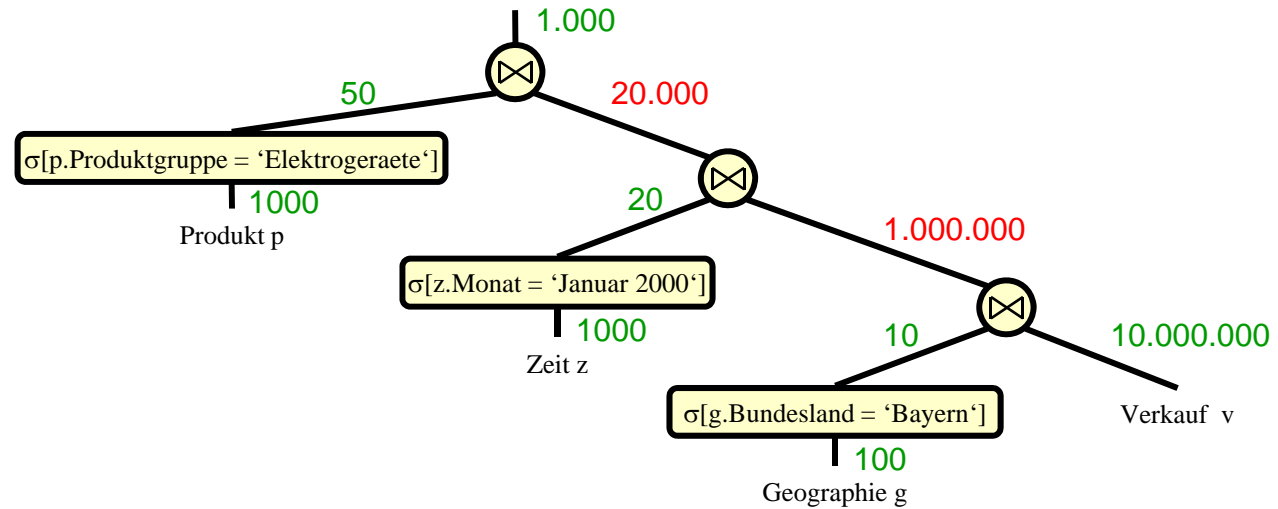 1.000
50
20.000
σ[p.Produktgruppe = ‘Elektrogeraete‘]
1000
Produkt p
20
1.000.000
σ[z.Monat = ‘Januar 2000‘]
1000
Zeit z
10
10.000.000
σ[g.Bundesland = ‘Bayern‘]
Verkauf v
100
Geographie g